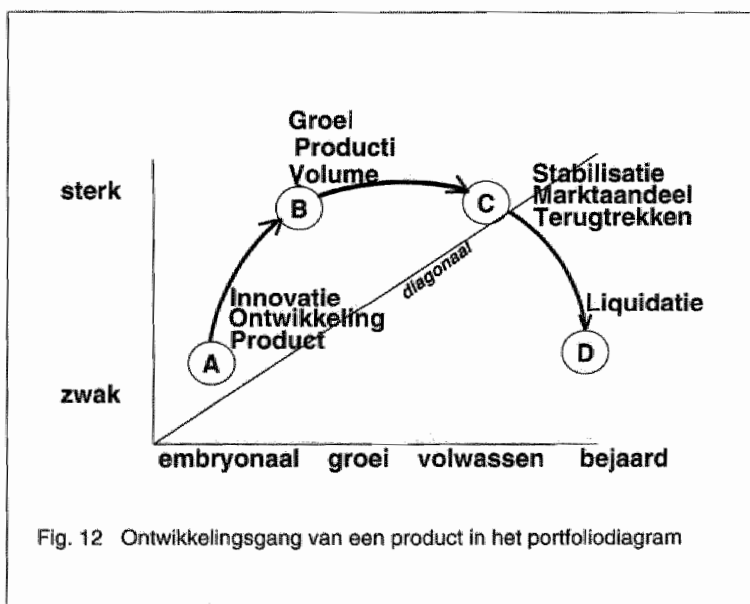 Groei
Producti
Volume
sterk
B
C
Stabilisatie
Marktaandeel
Terugtrekken
diagonaal
Innovatie
Ontwikkeling
Product
Liquidatie
A
D
zwak
embryonaal groei volwassen bejaard
Fig. 12 Ontwikkelingsgang van een product in het portfoliodiagram